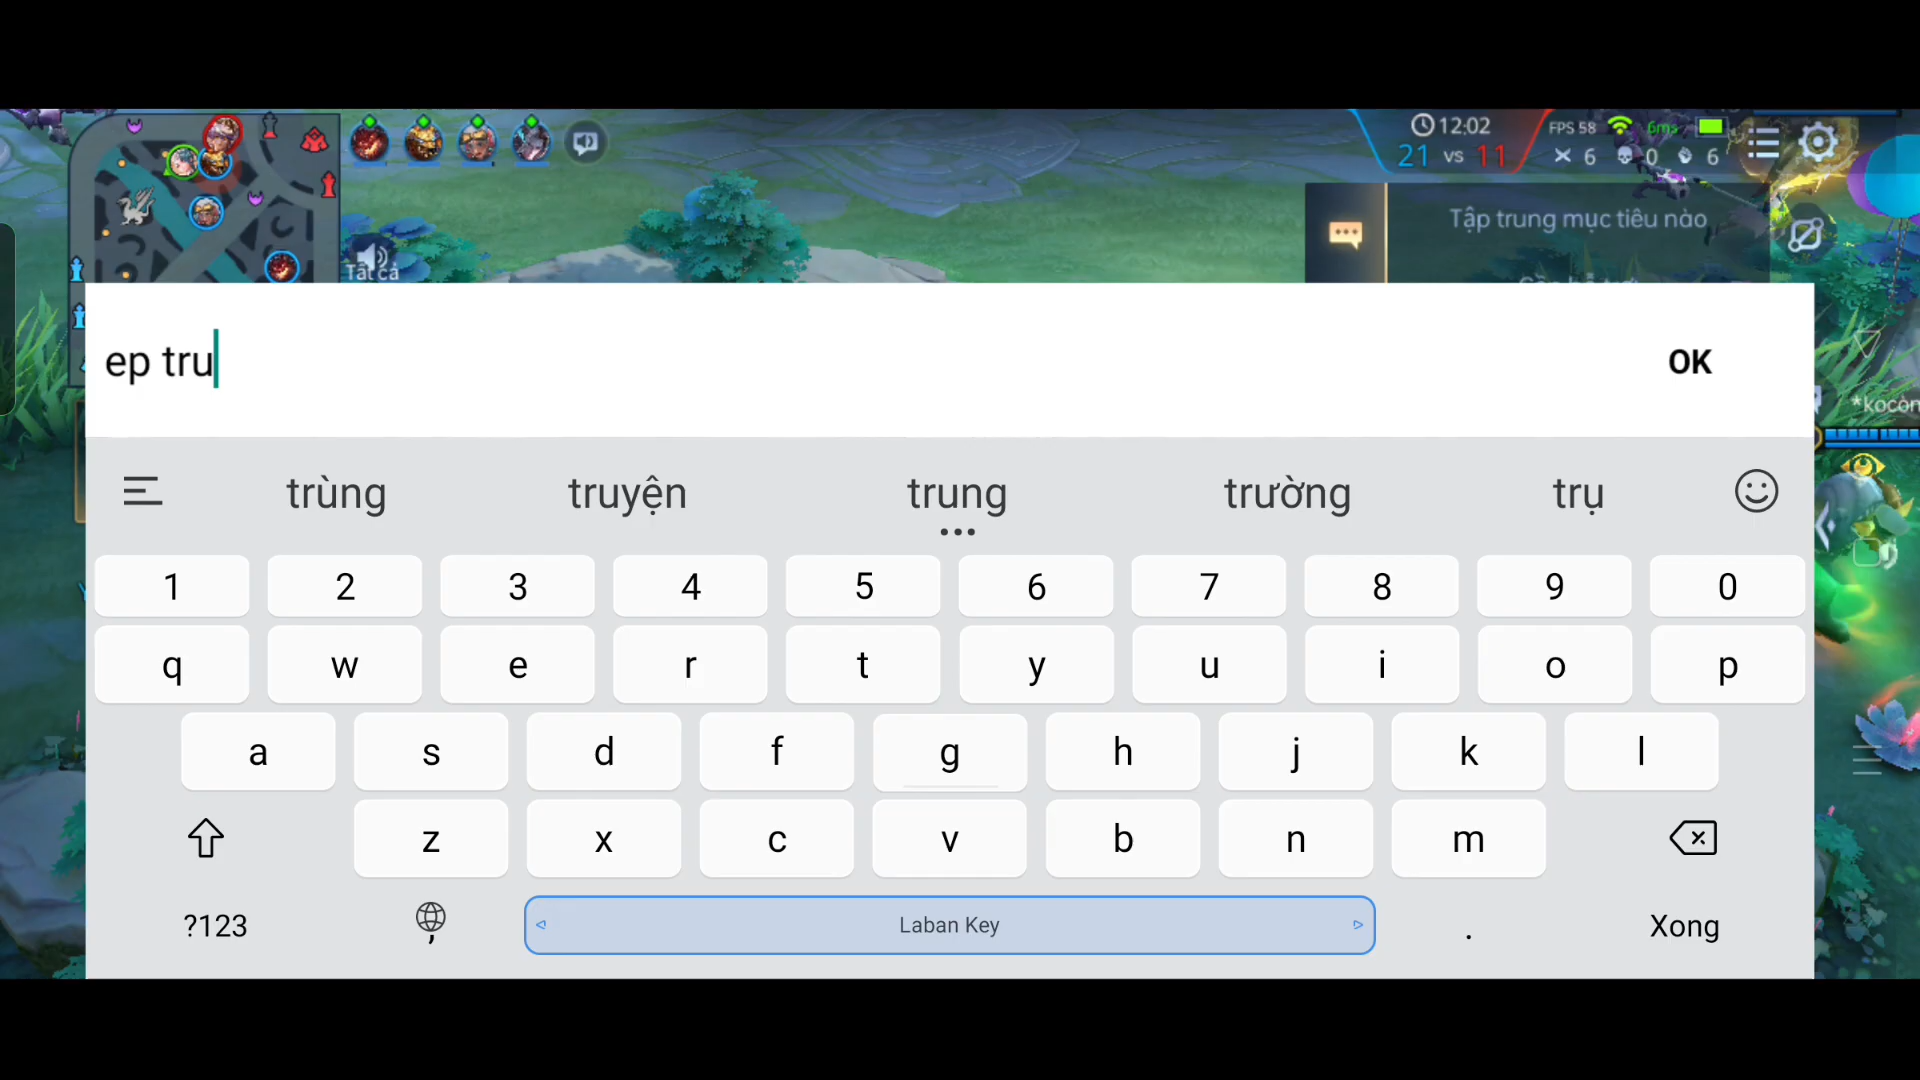 12:02
FPS 58
6ms
21 vs 11
6
0
6
Tập trung mục tiêu nào
Tất cả
*kocòn
ep tru
OK
trùng
truyện
trung
trường
trụ
1 2 3 4 5 6 7 8 9 0
q w e r t y u i o p
a s d f g h j k l
z x c v b n m
?123
,
Laban Key
.
Xong